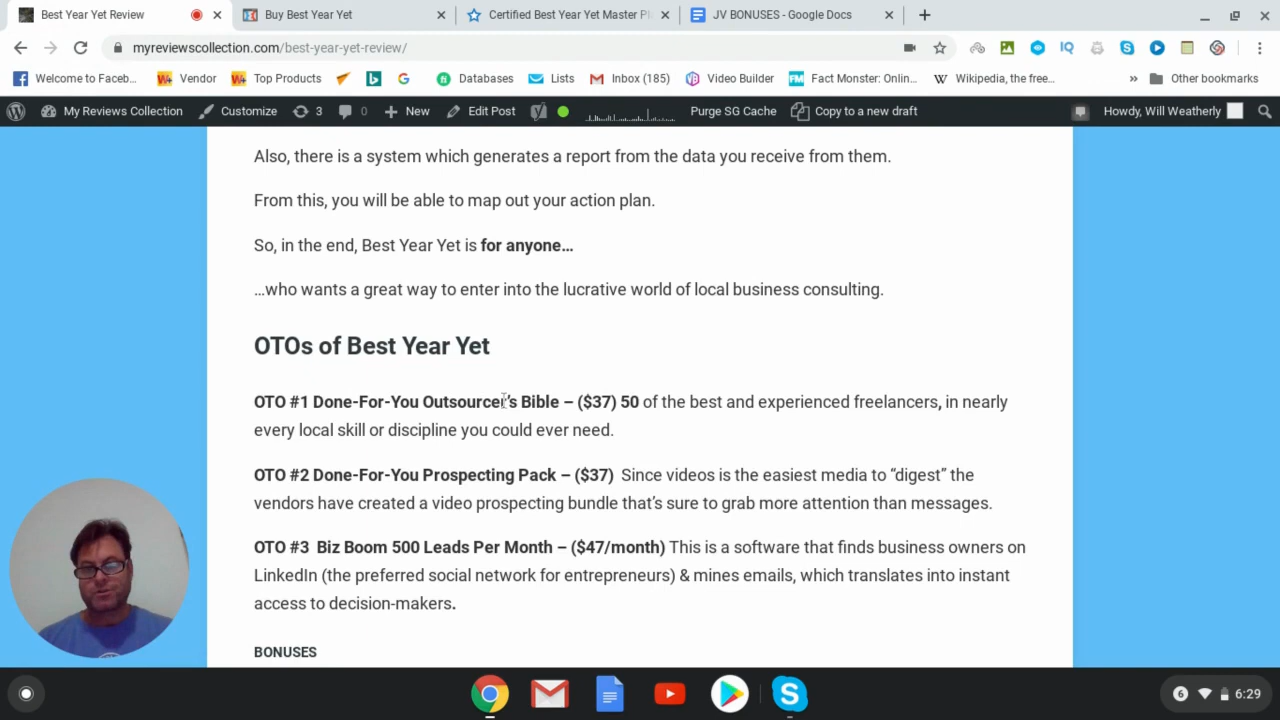 Best Year Yet Review
Buy Best Year Yet
Certified Best Year Yet Master Pl
JV BONUSES - Google Docs
myreviewscollection.com/best-year-yet-review/
Welcome to Faceb...
Vendor
Top Products
Databases
Lists
Inbox (185)
Video Builder
Fact Monster: Onlin...
Wikipedia, the free...
Other bookmarks
My Reviews Collection
Customize
3
0
New
Edit Post
Purge SG Cache
Copy to a new draft
Howdy, Will Weatherly
Also, there is a system which generates a report from the data you receive from them.
From this, you will be able to map out your action plan.
So, in the end, Best Year Yet is for anyone…
…who wants a great way to enter into the lucrative world of local business consulting.
OTOs of Best Year Yet
OTO #1 Done-For-You Outsourcer’s Bible – ($37) 50 of the best and experienced freelancers, in nearly
every local skill or discipline you could ever need.
OTO #2 Done-For-You Prospecting Pack – ($37) Since videos is the easiest media to “digest” the
vendors have created a video prospecting bundle that’s sure to grab more attention than messages.
OTO #3 Biz Boom 500 Leads Per Month – ($47/month) This is a software that finds business owners on
LinkedIn (the preferred social network for entrepreneurs) & mines emails, which translates into instant
access to decision-makers.
BONUSES
6
6:29